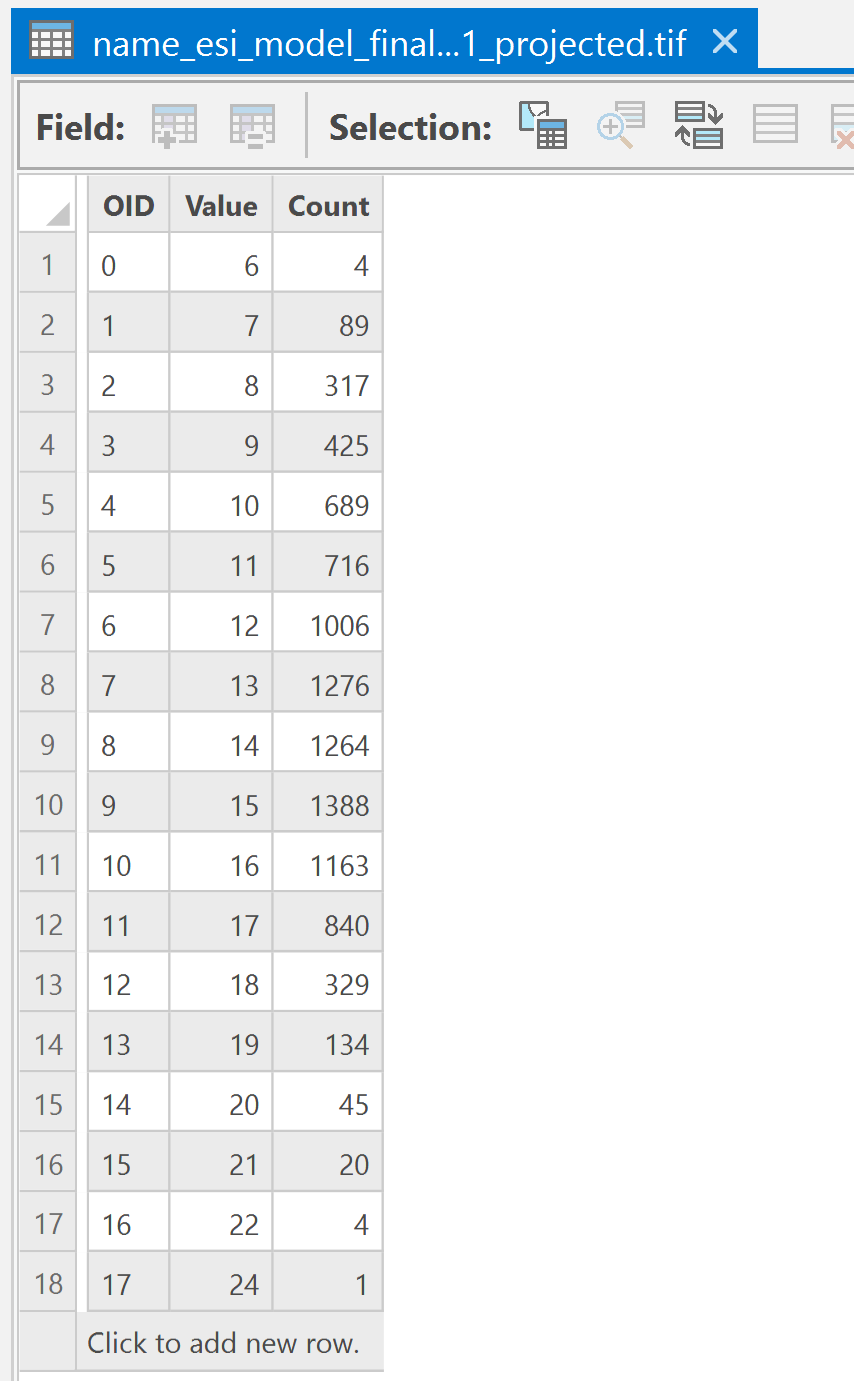 name_esi_model_final...1_projected.tif
Field: Selection:
OID Value Count
1 0 6 4
2 1 7 89
3 2 8 317
4 3 9 425
5 4 10 689
6 5 11 716
7 6 12 1006
8 7 13 1276
9 8 14 1264
10 9 15 1388
11 10 16 1163
12 11 17 840
13 12 18 329
14 13 19 134
15 14 20 45
16 15 21 20
17 16 22 4
18 17 24 1
Click to add new row.